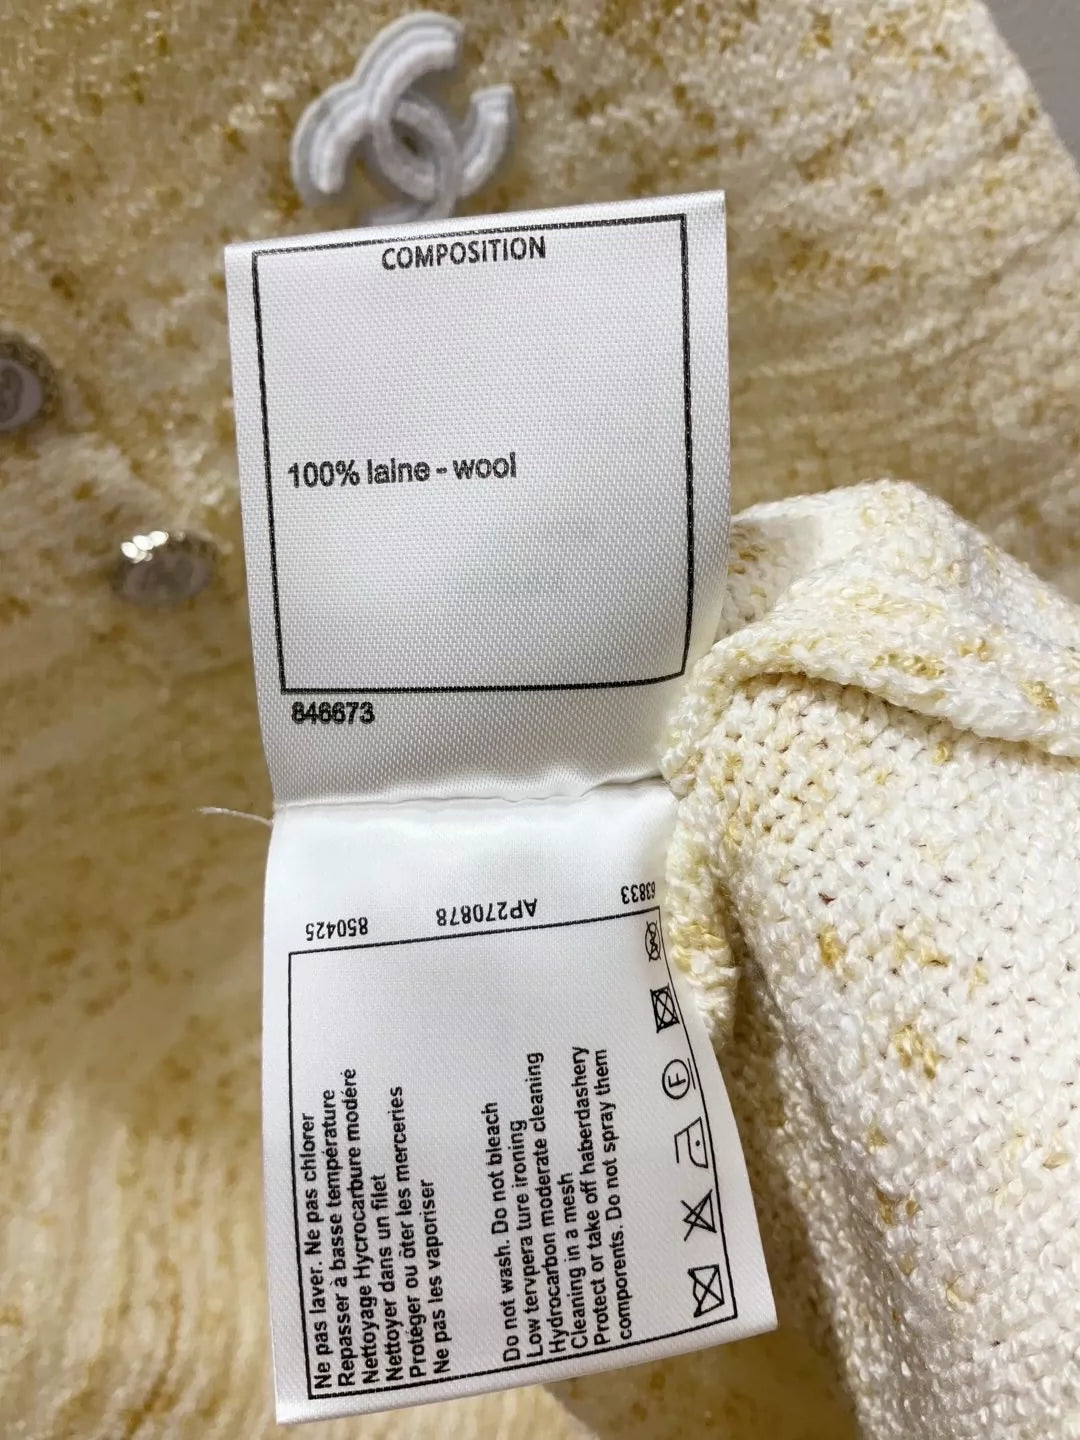 COMPOSITION
100% laine - wool
846673
850425
AP270878
63833
Ne pas laver. Ne pas chlorer
Repasser à basse température
Nettoyage Hycrocarbure modéré
Nettoyer dans un filet
Protéger ou ôter les merceries
Ne pas les vaporiser
Do not wash. Do not bleach
Low tervpera ture ironing
Hydrocarbon moderate cleaning
Cleaning in a mesh
Protect or take off haberdashery
components. Do not spray them
F